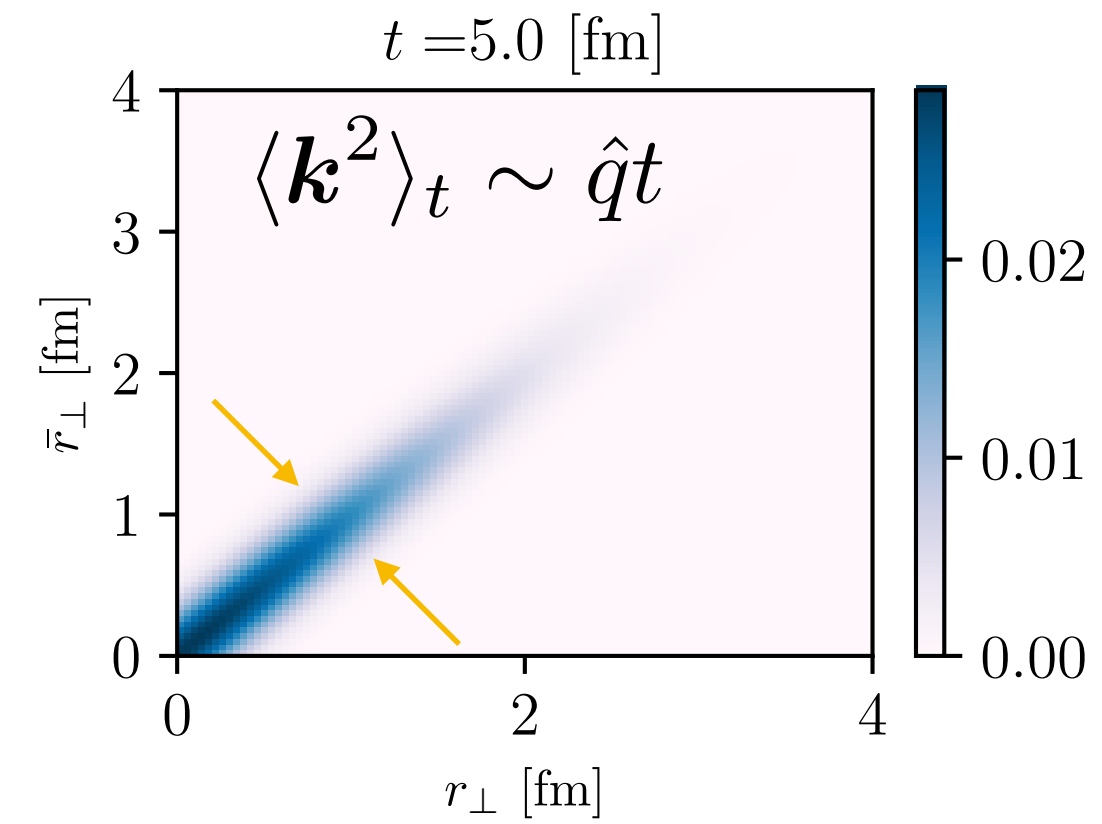 t =5.0 [fm]
⟨k²⟩ₜ ∼ q̂t
4
3
2
1
0
r̄⊥ [fm]
0 2 4
r⊥ [fm]
0.02
0.01
0.00